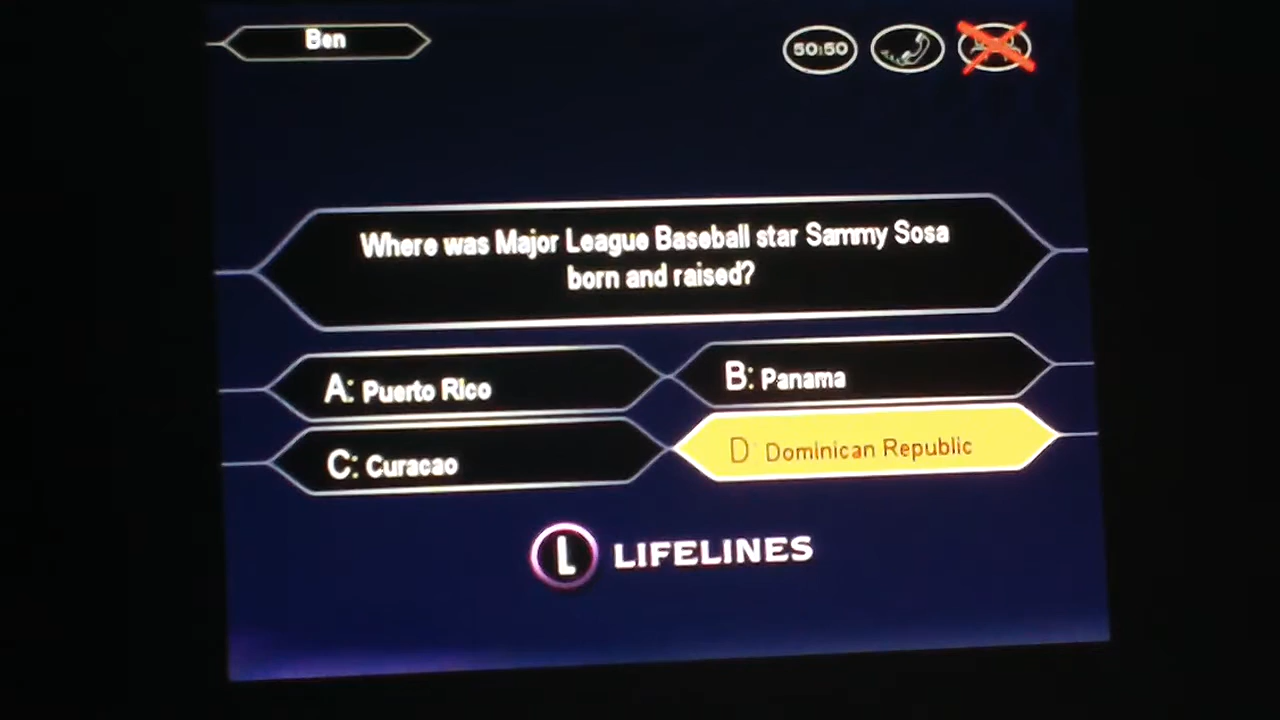 Ben
50:50
Where was Major League Baseball star Sammy Sosa
born and raised?
A: Puerto Rico
B: Panama
C: Curacao
D: Dominican Republic
L LIFELINES